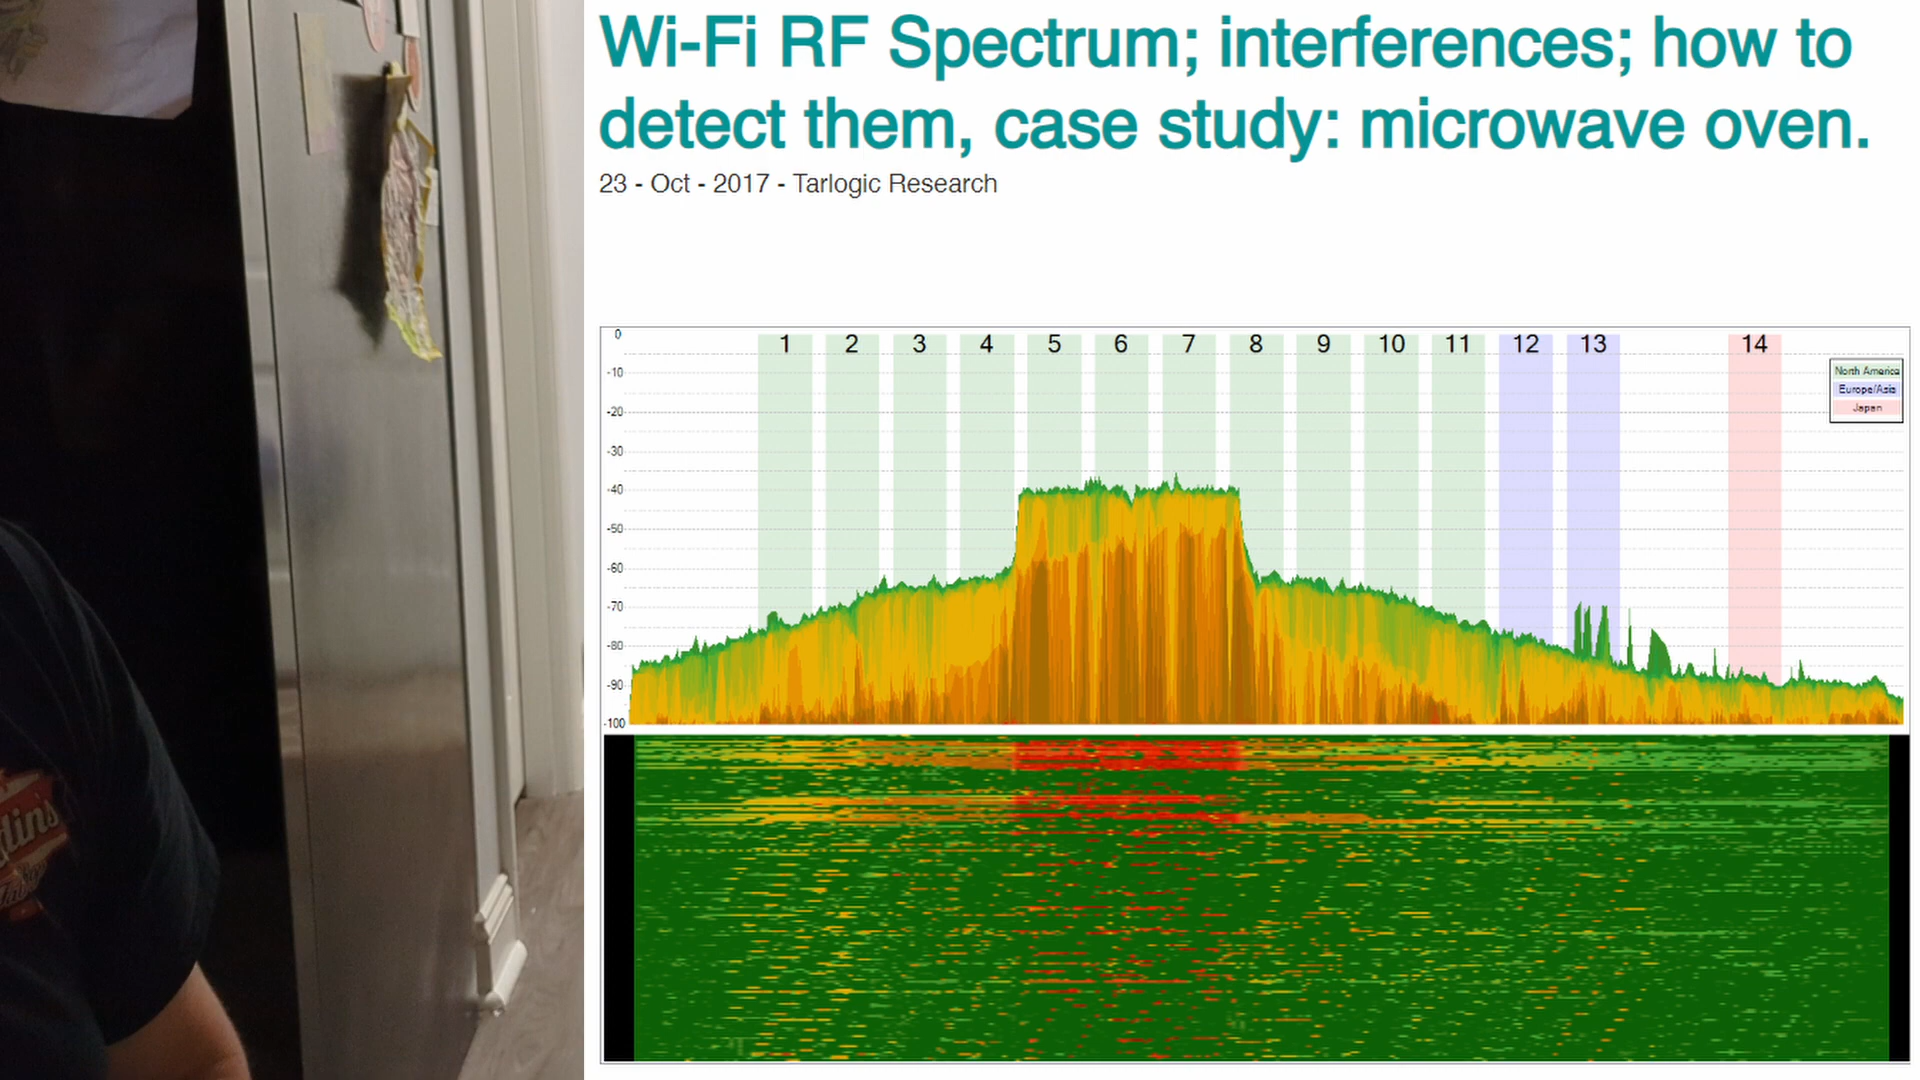 Wi-Fi RF Spectrum; interferences; how to
detect them, case study: microwave oven.
23 - Oct - 2017 - Tarlogic Research
0
1 2 3 4 5 6 7 8 9 10 11 12 13 14
-10
-20
-30
-40
-50
-60
-70
-80
-90
-100
North America
Europe/Asia
Japan